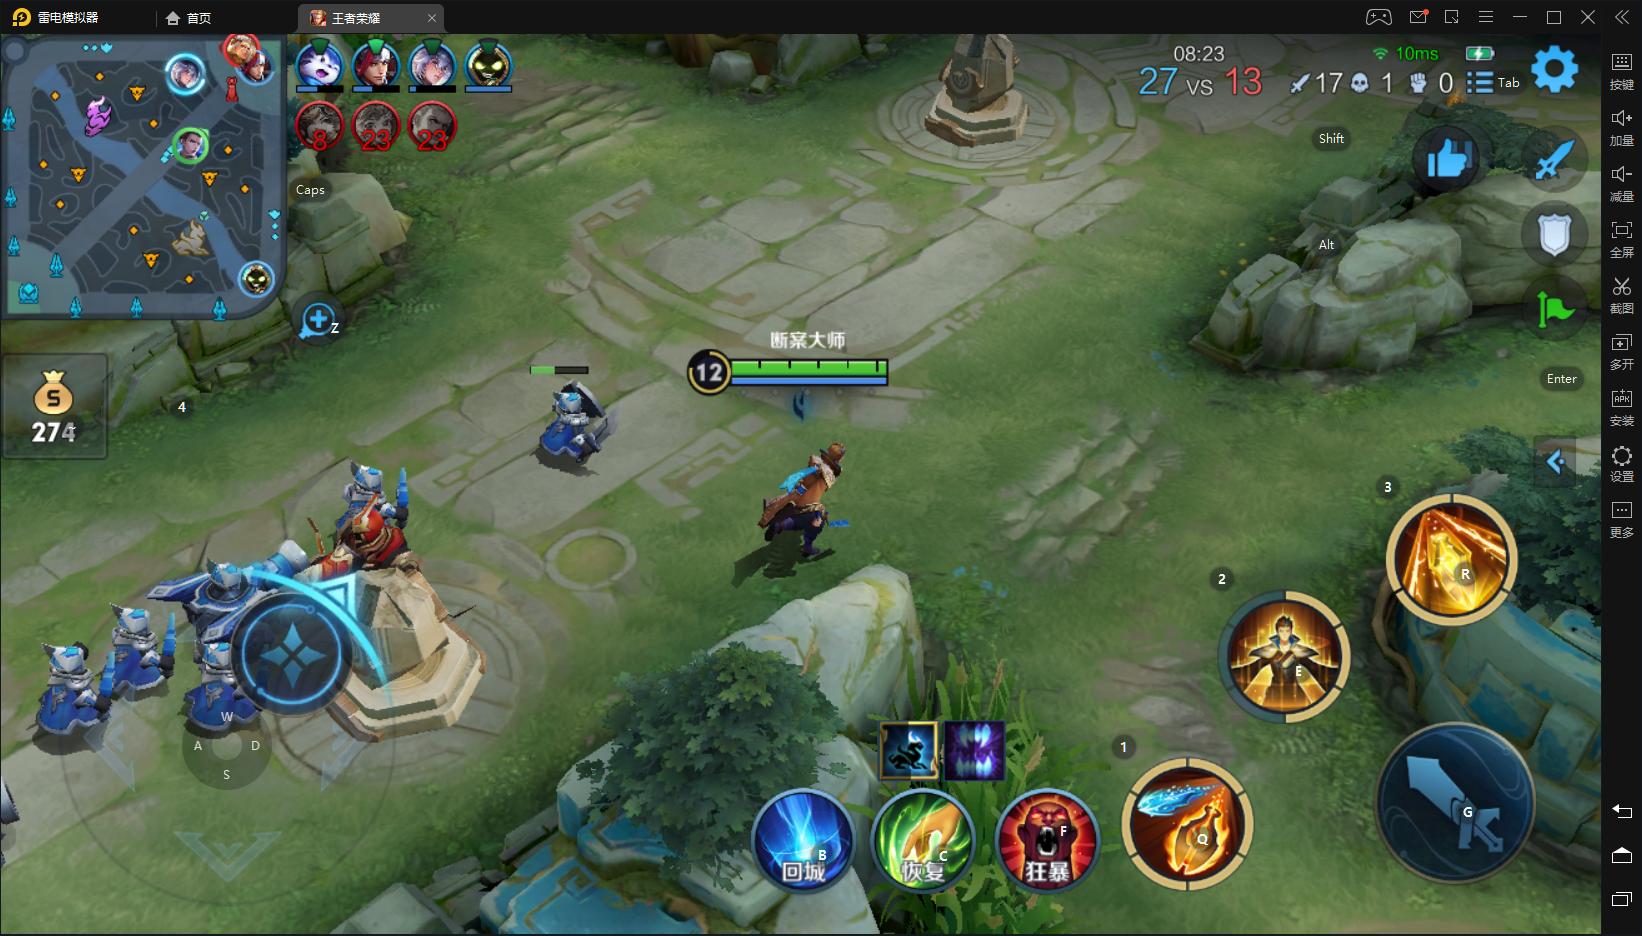 雷电模拟器
首页
王者荣耀
08:23
10ms
27 VS 13
17 1 0
Tab
8 23 23
Shift
Caps
Alt
Z
Enter
断案大师
12
4
274
3
R
2
E
W
A D
S
1
Q
G
B
回城
C
恢复
F
狂暴
按键
加量
减量
全屏
截图
多开
APK
安装
设置
更多